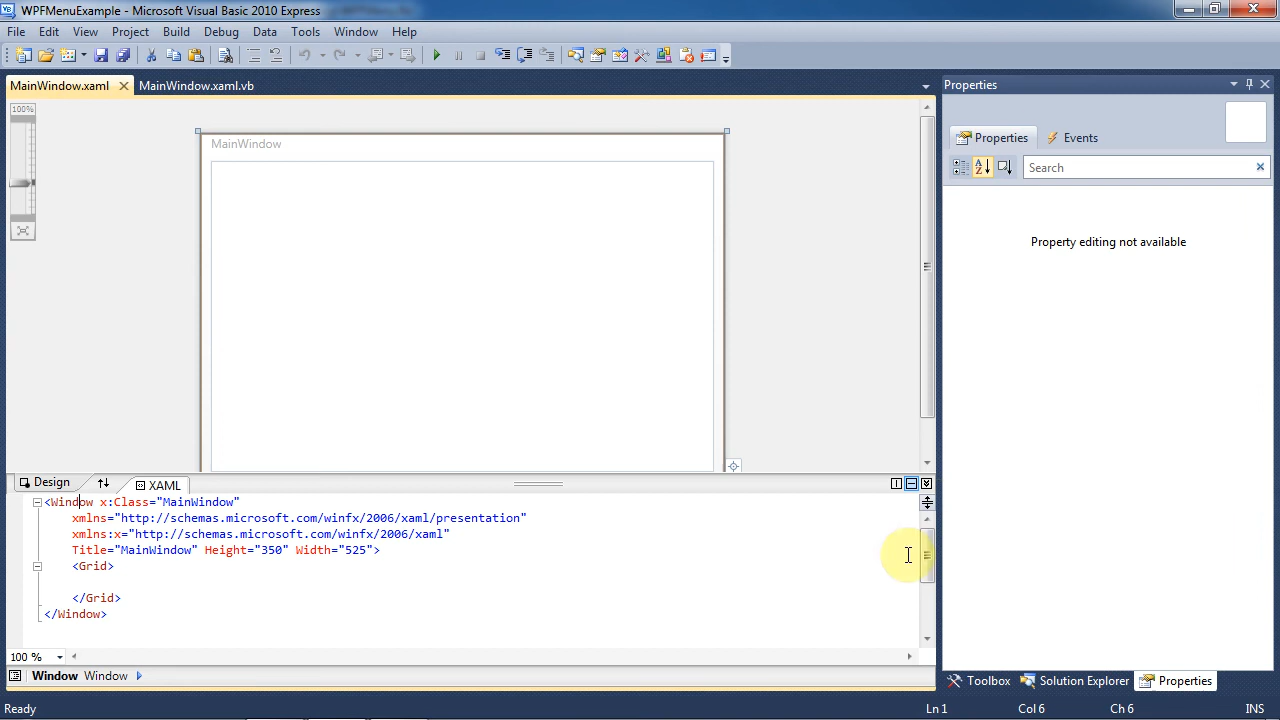 WPFMenuExample - Microsoft Visual Basic 2010 Express
File Edit View Project Build Debug Data Tools Window Help
MainWindow.xaml MainWindow.xaml.vb
Properties
100%
MainWindow
Properties Events
Search
Property editing not available
Design XAML
<Window x:Class="MainWindow"
xmlns="http://schemas.microsoft.com/winfx/2006/xaml/presentation"
xmlns:x="http://schemas.microsoft.com/winfx/2006/xaml"
Title="MainWindow" Height="350" Width="525">
<Grid>
</Grid>
</Window>
100 %
Window Window
Toolbox Solution Explorer Properties
Ready Ln 1 Col 6 Ch 6 INS